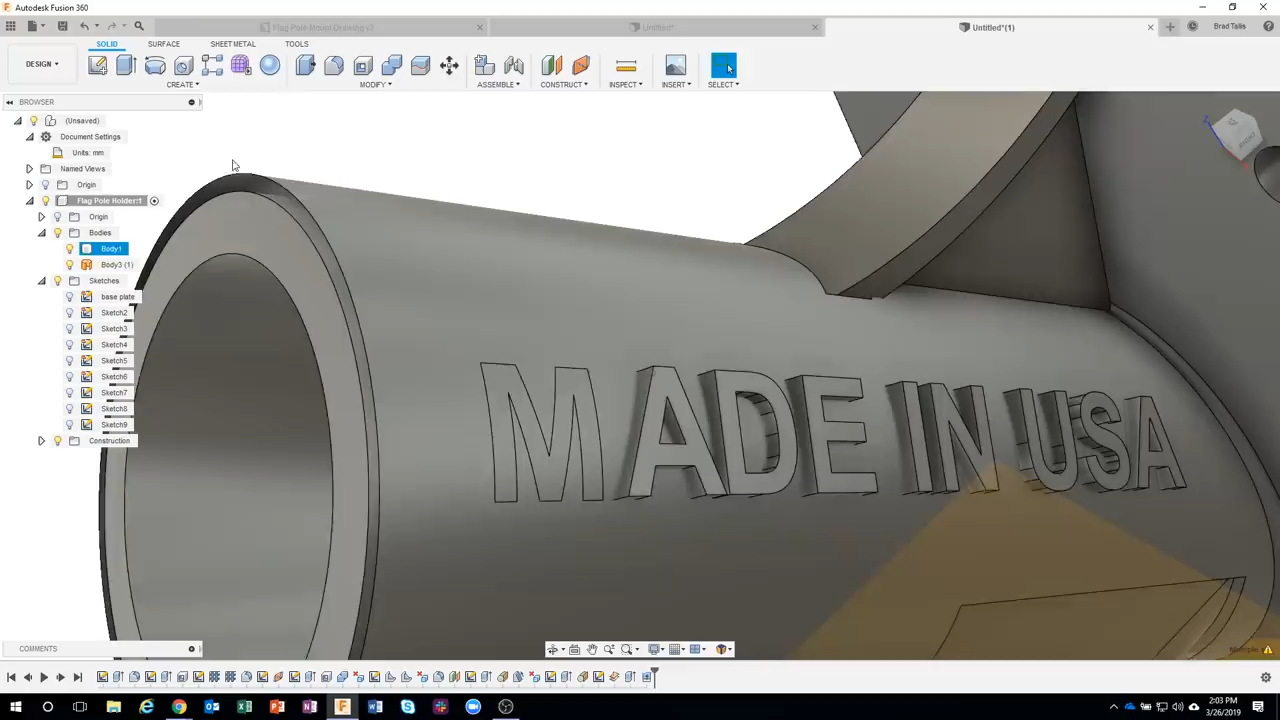 Autodesk Fusion 360
Flag Pole Mount Drawing v3
Untitled*
Untitled*(1)
Brad Tallis
DESIGN
SOLID
SURFACE
SHEET METAL
TOOLS
CREATE
MODIFY
ASSEMBLE
CONSTRUCT
INSPECT
INSERT
SELECT
BROWSER
(Unsaved)
Document Settings
Units: mm
Named Views
Origin
Flag Pole Holder:1
Origin
Bodies
Body1
Body3 (1)
Sketches
base plate
Sketch2
Sketch3
Sketch4
Sketch5
Sketch6
Sketch7
Sketch8
Sketch9
Construction
MADE IN USA
COMMENTS
2:03 PM
3/26/2019